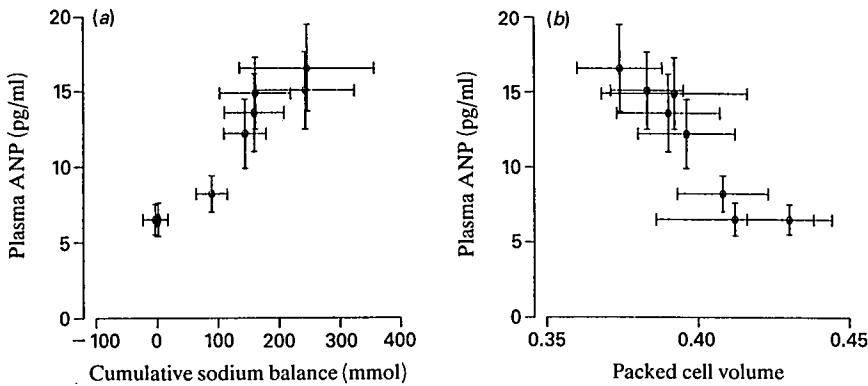 (a)
Plasma ANP (pg/ml)
20
15
10
5
0
−100 0 100 200 300 400
Cumulative sodium balance (mmol)
(b)
Plasma ANP (pg/ml)
20
15
10
5
0
0.35 0.40 0.45
Packed cell volume